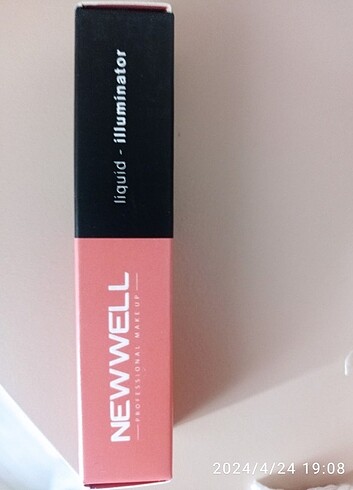 liquid - illuminator
NEWWELL
PROFESSIONAL MAKEUP
2024/4/24 19:08